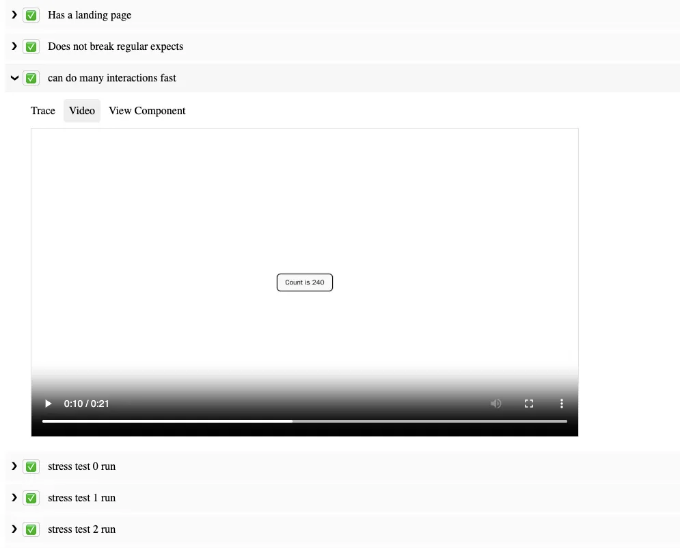 Has a landing page
Does not break regular expects
can do many interactions fast
Trace Video View Component
Count is 240
0:10 / 0:21
stress test 0 run
stress test 1 run
stress test 2 run